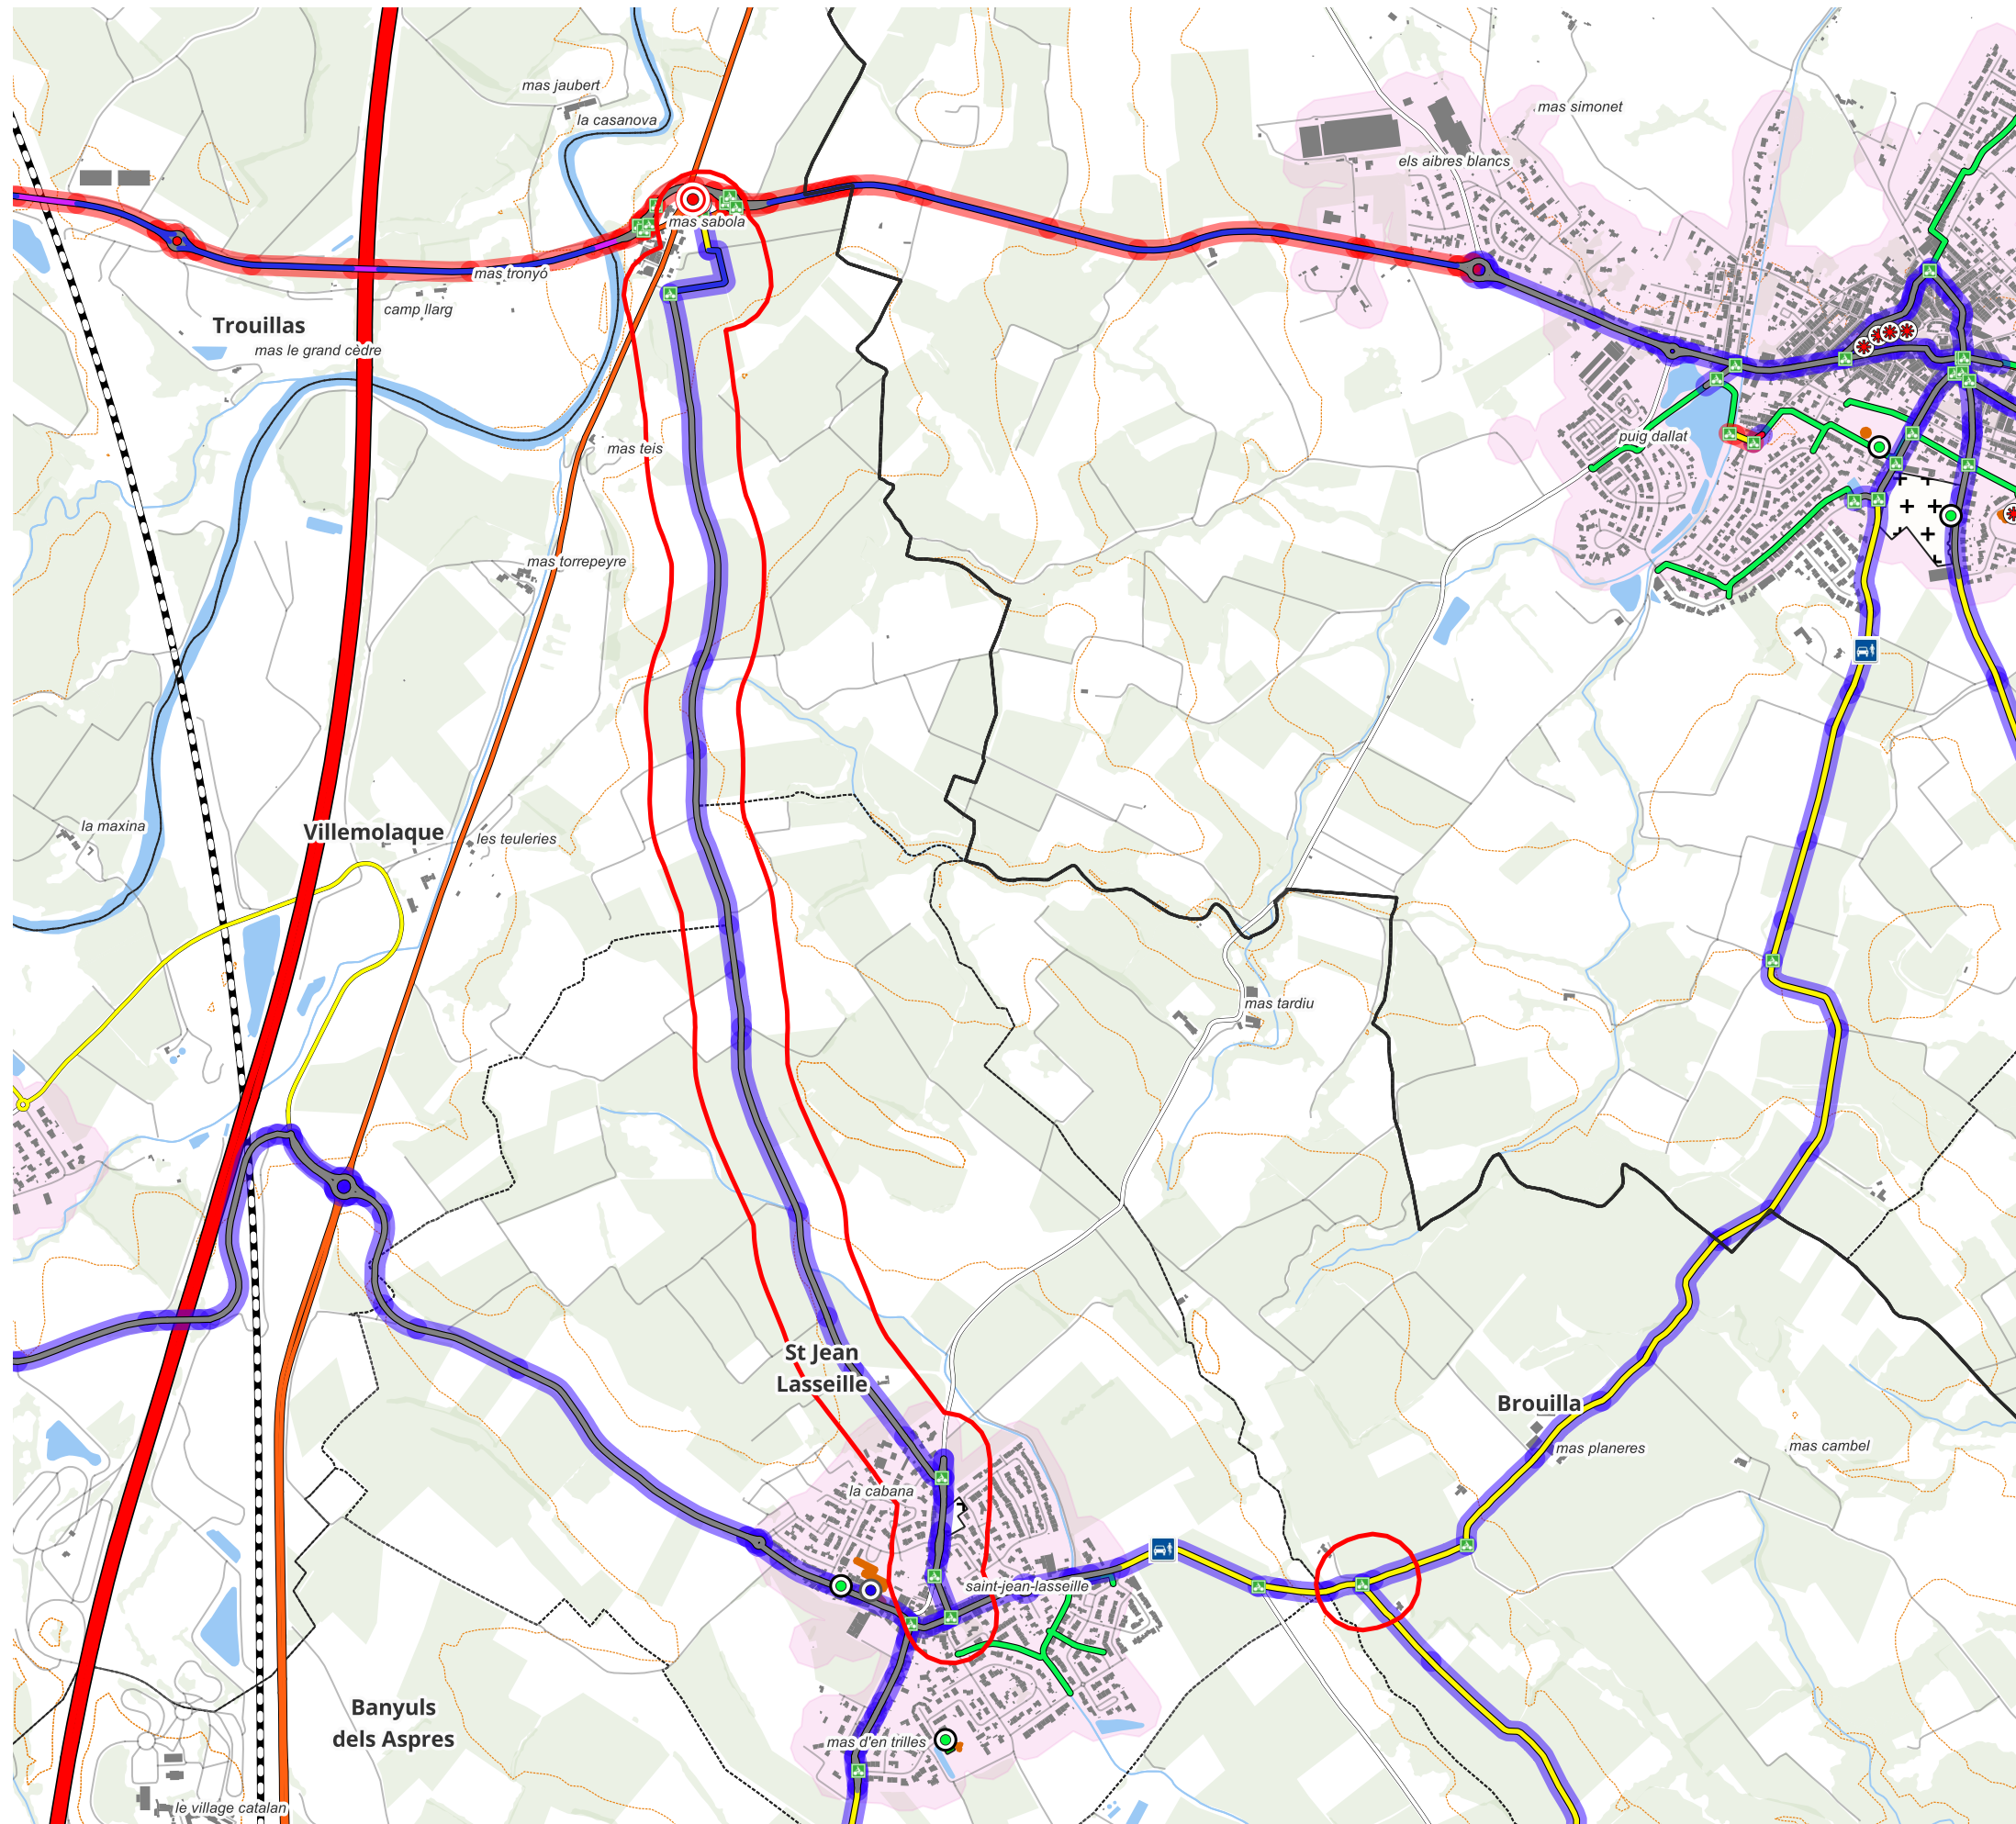 mas jaubert
la casanova
mas simonet
els aibres blancs
mas sabola
mas tronyó
camp llarg
Trouillas
mas le grand cèdre
puig dallat
mas teis
mas torrepeyre
la maxina
Villemolaque
les teuleries
mas tardiu
St Jean
Lasseille
Brouilla
mas planeres
mas cambel
la cabana
saint-jean-lasseille
Banyuls
dels Aspres
mas d'en trilles
le village catalan